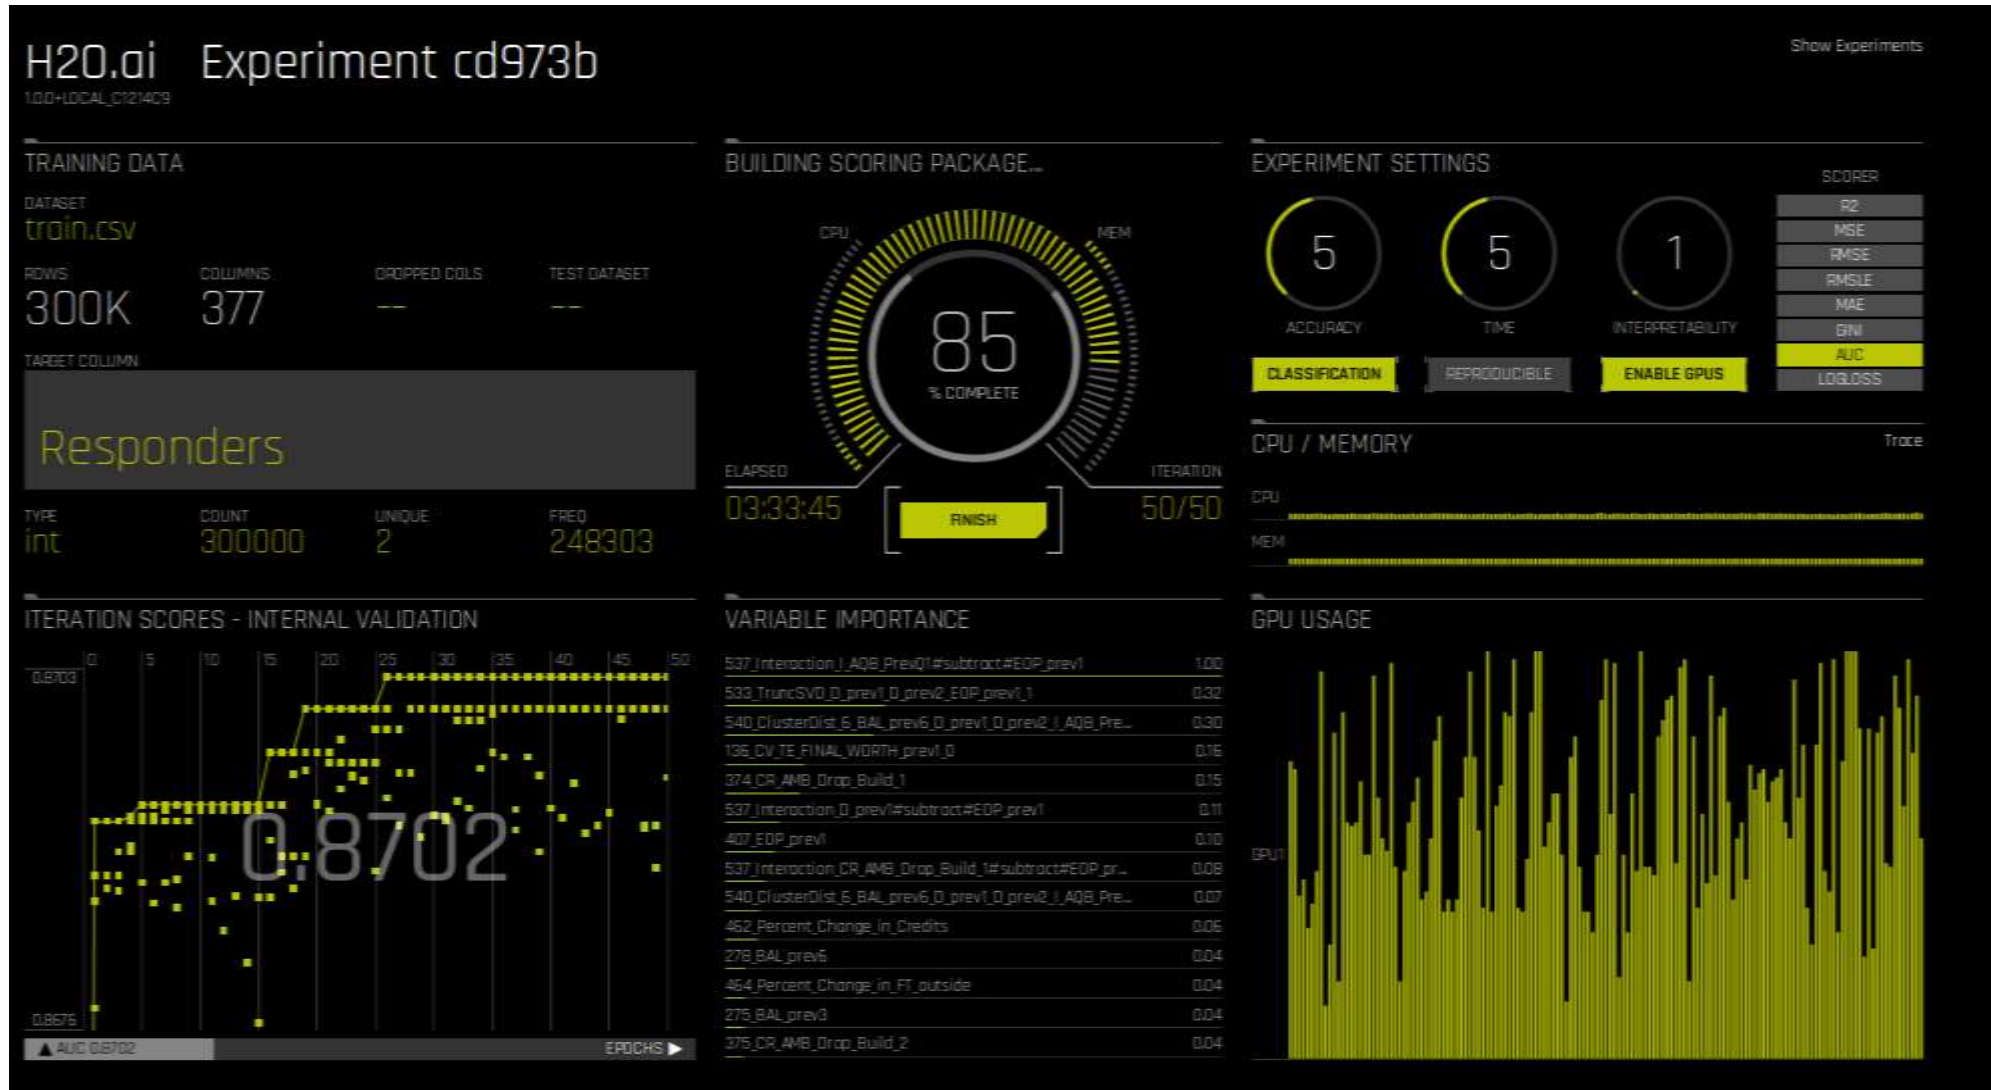 H2O.ai Experiment cd973b
1.0.0+LOCAL_C1214C9
Show Experiments
TRAINING DATA
DATASET
train.csv
ROWS COLUMNS DROPPED COLS TEST DATASET
300K 377 -- --
TARGET COLUMN
Responders
TYPE COUNT UNIQUE FREQ
int 300000 2 248303
BUILDING SCORING PACKAGE...
CPU MEM
85
% COMPLETE
ELAPSED ITERATION
03:33:45 50/50
FINISH
EXPERIMENT SETTINGS
5 5 1
ACCURACY TIME INTERPRETABILITY
CLASSIFICATION REPRODUCIBLE ENABLE GPUS
SCORER
R2
MSE
RMSE
RMSLE
MAE
GINI
AUC
LOGLOSS
CPU / MEMORY Trace
CPU
MEM
ITERATION SCORES - INTERNAL VALIDATION
0 5 10 15 20 25 30 35 40 45 50
0.8703
0.8702
0.8675
AUC 0.8702 EPOCHS
VARIABLE IMPORTANCE
537_Interaction_I_AQB_PrevQ1#subtract#EOP_prev1 1.00
533_TruncSVD_D_prev1_D_prev2_EOP_prev1_1 0.32
540_ClusterDist_6_BAL_prev6_D_prev1_D_prev2_I_AQB_Pre... 0.30
136_CV_TE_FINAL_WORTH_prev1_0 0.16
374_CR_AMB_Drop_Build_1 0.15
537_Interaction_D_prev1#subtract#EOP_prev1 0.11
407_EOP_prev1 0.10
537_Interaction_CR_AMB_Drop_Build_1#subtract#EOP_pr... 0.08
540_ClusterDist_6_BAL_prev6_D_prev1_D_prev2_I_AQB_Pre... 0.07
462_Percent_Change_in_Credits 0.06
278_BAL_prev6 0.04
464_Percent_Change_in_FT_outside 0.04
275_BAL_prev3 0.04
375_CR_AMB_Drop_Build_2 0.04
GPU USAGE
GPU1